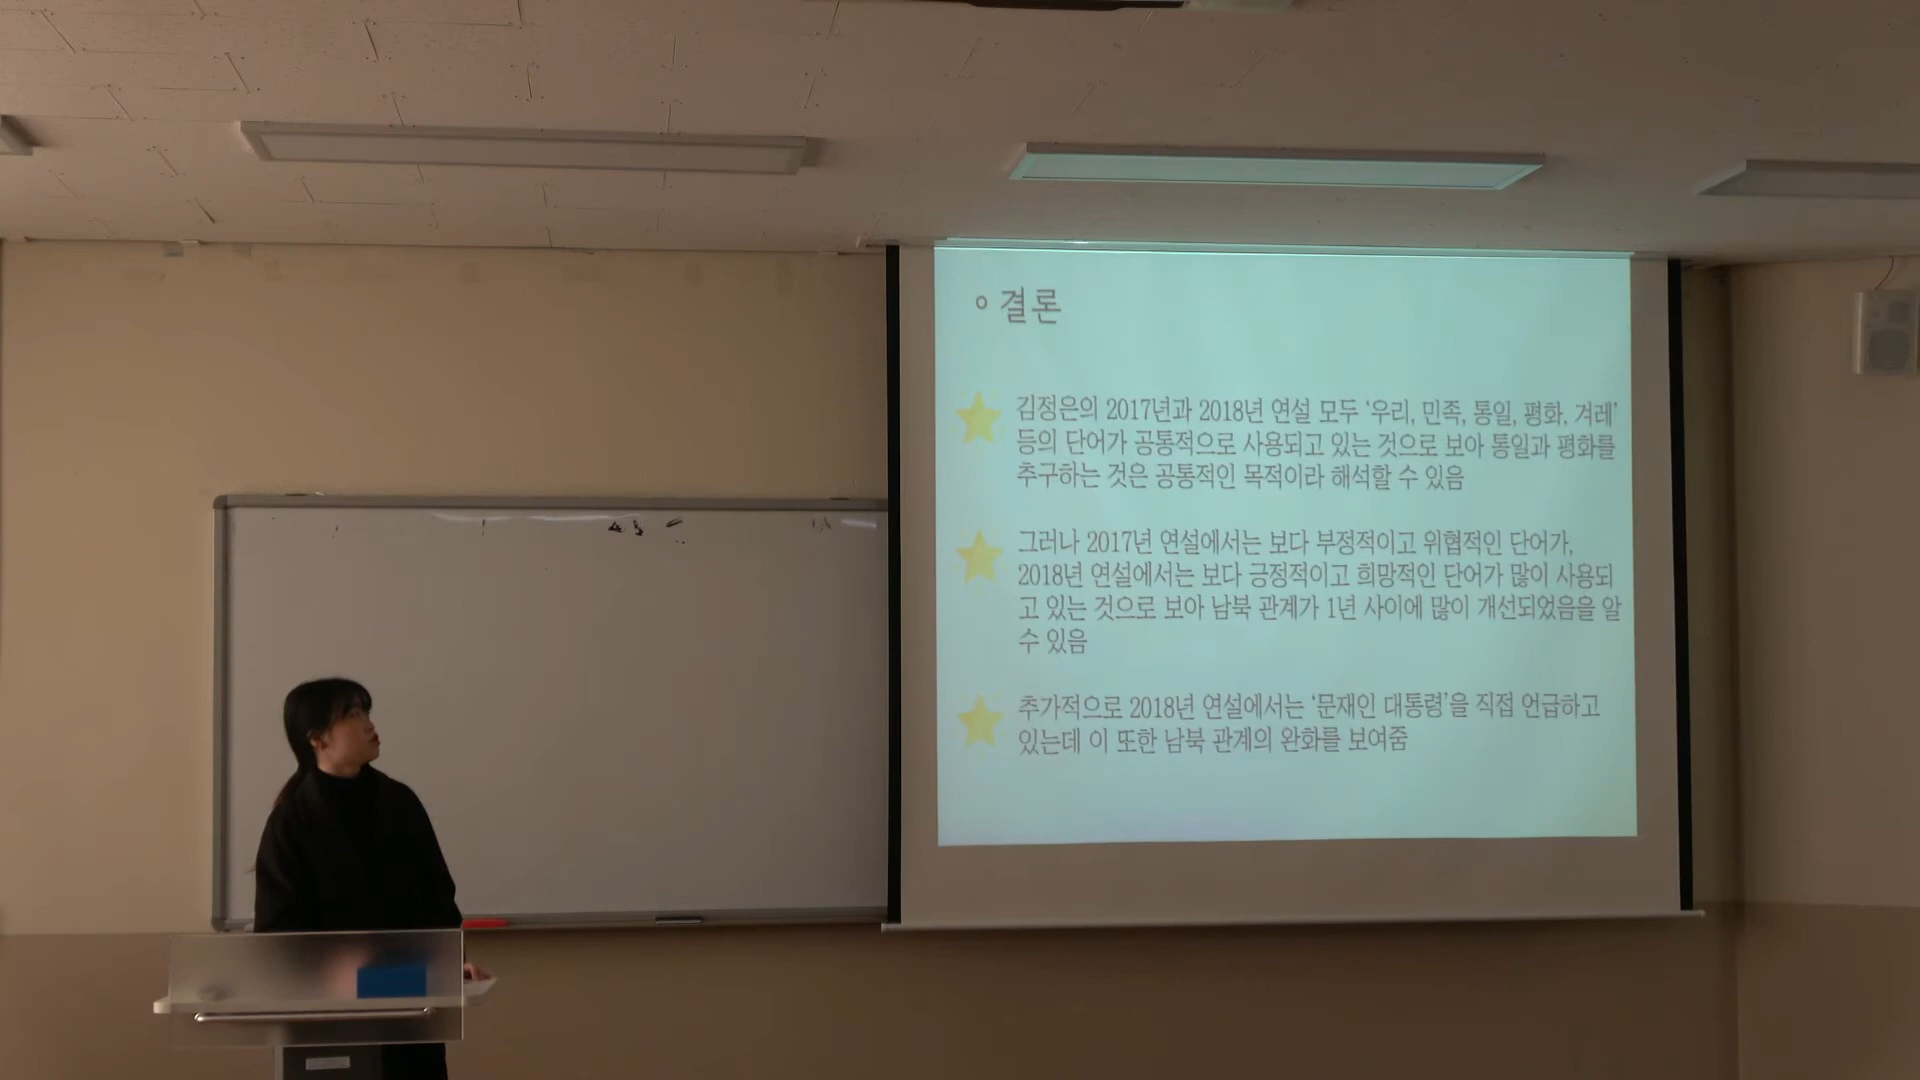 결론
김정은의 2017년과 2018년 연설 모두 ‘우리, 민족, 통일, 평화, 겨레’
등의 단어가 공통적으로 사용되고 있는 것으로 보아 통일과 평화를
추구하는 것은 공통적인 목적이라 해석할 수 있음
그러나 2017년 연설에서는 보다 부정적이고 위협적인 단어가,
2018년 연설에서는 보다 긍정적이고 희망적인 단어가 많이 사용되
고 있는 것으로 보아 남북 관계가 1년 사이에 많이 개선되었음을 알
수 있음
추가적으로 2018년 연설에서는 ‘문재인 대통령’을 직접 언급하고
있는데 이 또한 남북 관계의 완화를 보여줌